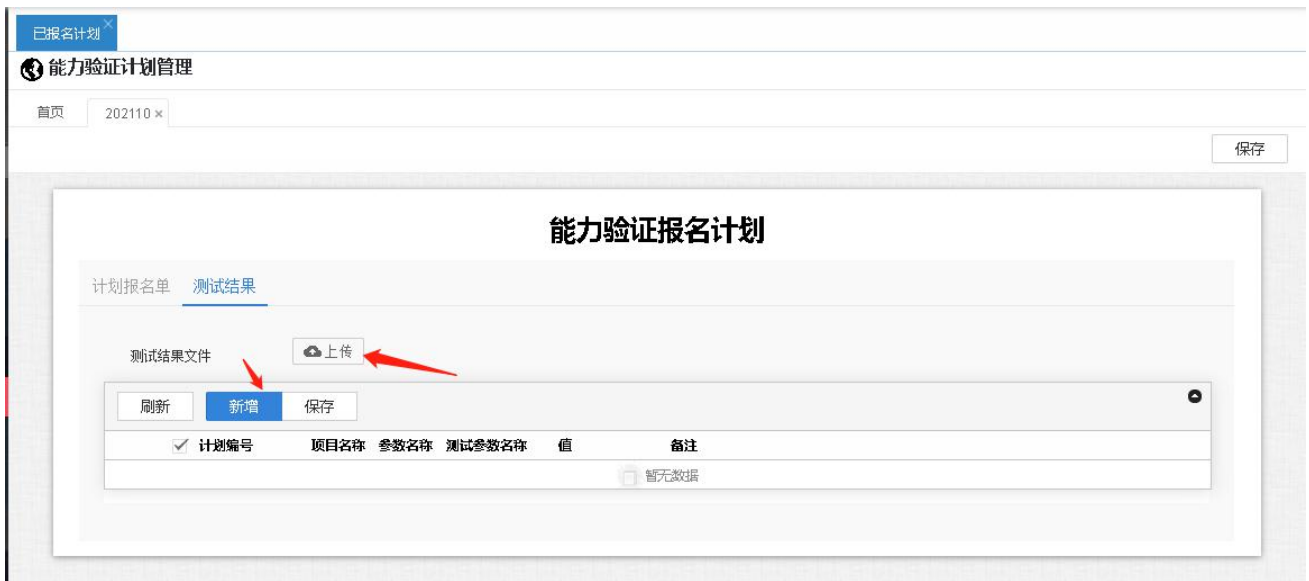 已报名计划
能力验证计划管理
首页 202110 ×
保存
能力验证报名计划
计划报名单 测试结果
测试结果文件 上传
刷新 新增 保存
计划编号 项目名称 参数名称 测试参数名称 值 备注
暂无数据